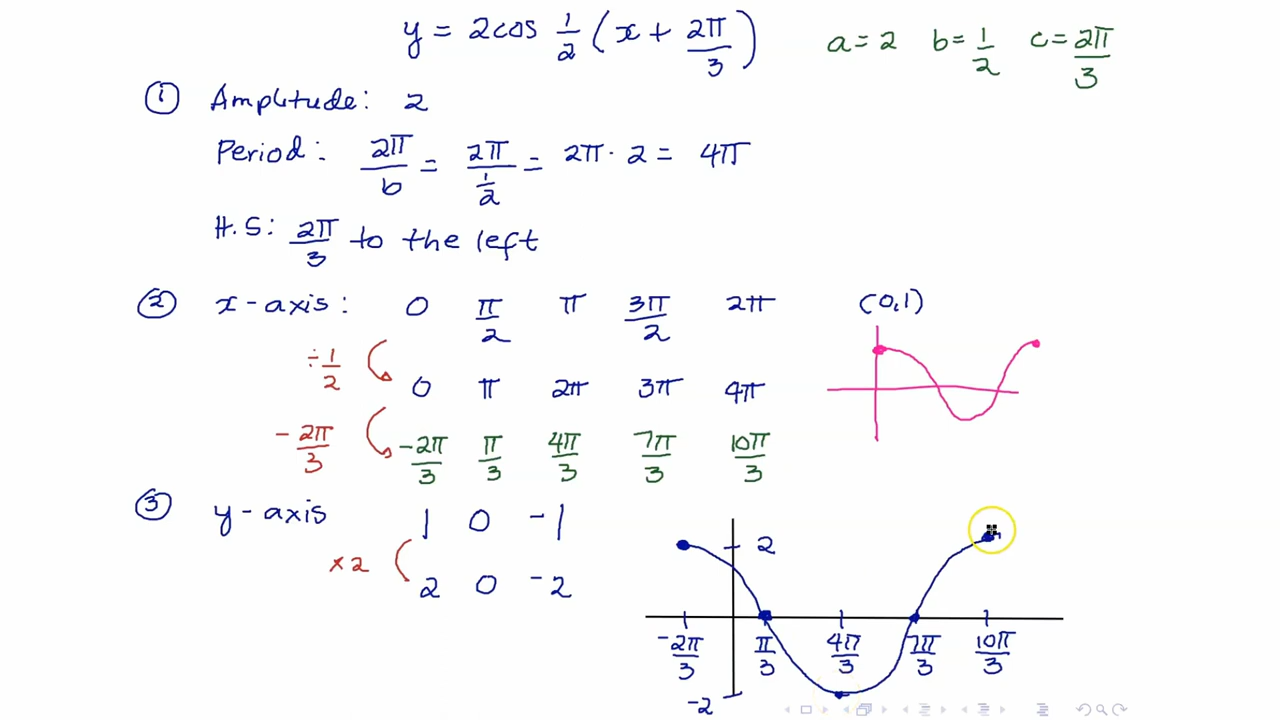 y = 2cos 1/2 (x + 2π/3) a = 2 b = 1/2 c = 2π/3
① Amplitude: 2
Period: 2π/b = 2π/(1/2) = 2π · 2 = 4π
H.S: 2π/3 to the left
② x-axis: 0 π/2 π 3π/2 2π (0,1)
÷ 1/2
0 π 2π 3π 4π
- 2π/3
-2π/3 π/3 4π/3 7π/3 10π/3
③ y-axis 1 0 -1
×2
2 0 -2
2
-2π/3 π/3 4π/3 7π/3 10π/3
-2